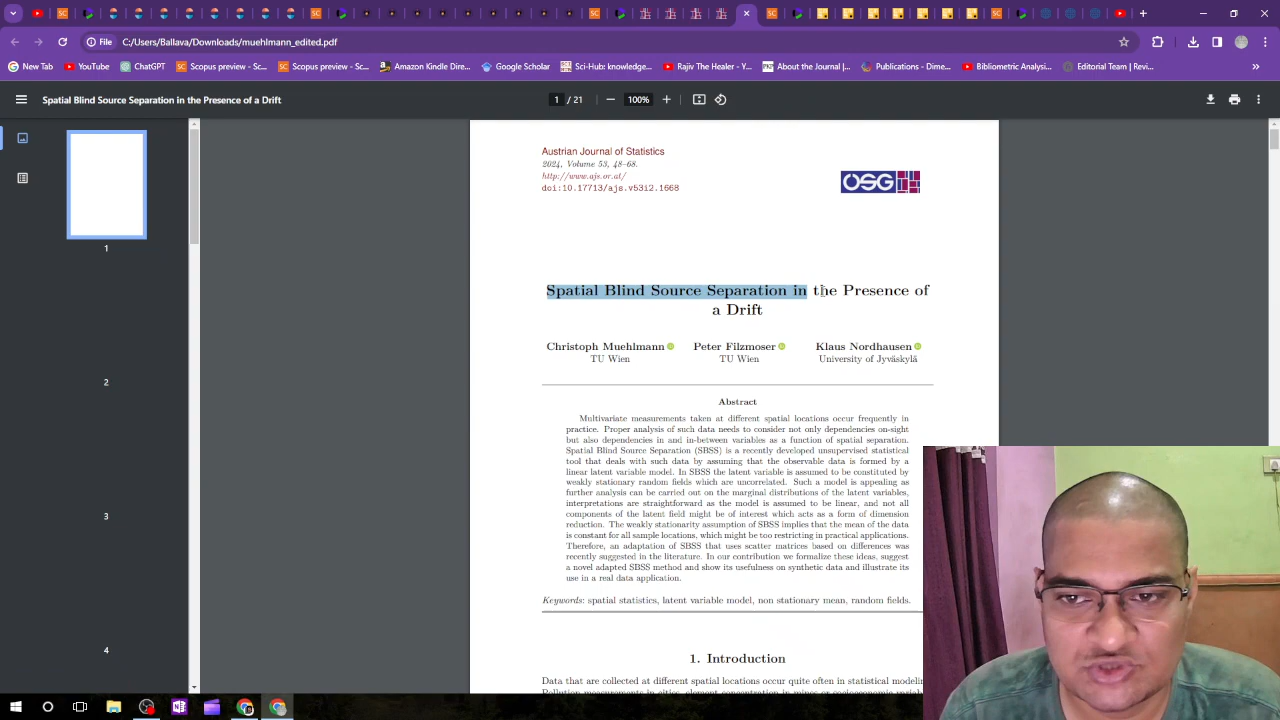 File C:/Users/Ballava/Downloads/muehlmann_edited.pdf
New Tab YouTube ChatGPT Scopus preview - Sc... Scopus preview - Sc... Amazon Kindle Dire... Google Scholar Sci-Hub: knowledge... Rajiv The Healer - Yo... About the Journal |... Publications - Dime... Bibliometric Analysi... Editorial Team | Revi...
Spatial Blind Source Separation in the Presence of a Drift 1 / 21 100%
1
2
3
4
Austrian Journal of Statistics
2024, Volume 53, 48–68.
http://www.ajs.or.at/
doi:10.17713/ajs.v53i2.1668
ÖSG
Spatial Blind Source Separation in the Presence of
a Drift
Christoph Muehlmann Peter Filzmoser Klaus Nordhausen
TU Wien TU Wien University of Jyväskylä
Abstract
Multivariate measurements taken at different spatial locations occur frequently in
practice. Proper analysis of such data needs to consider not only dependencies on-sight
but also dependencies in and in-between variables as a function of spatial separation.
Spatial Blind Source Separation (SBSS) is a recently developed unsupervised statistical
tool that deals with such data by assuming that the observable data is formed by a
linear latent variable model. In SBSS the latent variable is assumed to be constituted by
weakly stationary random fields which are uncorrelated. Such a model is appealing as
further analysis can be carried out on the marginal distributions of the latent variables,
interpretations are straightforward as the model is assumed to be linear, and not all
components of the latent field might be of interest which acts as a form of dimension
reduction. The weakly stationarity assumption of SBSS implies that the mean of the data
is constant for all sample locations, which might be too restricting in practical applications.
Therefore, an adaptation of SBSS that uses scatter matrices based on differences was
recently suggested in the literature. In our contribution we formalize these ideas, suggest
a novel adapted SBSS method and show its usefulness on synthetic data and illustrate its
use in a real data application.
Keywords: spatial statistics, latent variable model, non stationary mean, random fields.
1. Introduction
Data that are collected at different spatial locations occur quite often in statistical modelin